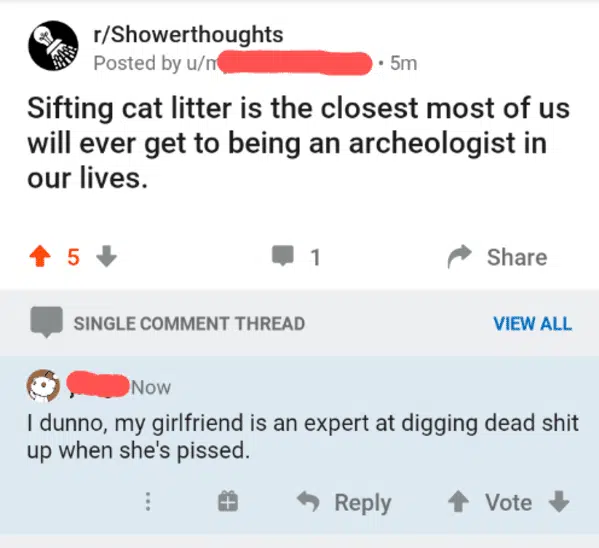 r/Showerthoughts
Posted by u/ • 5m
Sifting cat litter is the closest most of us
will ever get to being an archeologist in
our lives.
5
1
Share
SINGLE COMMENT THREAD
VIEW ALL
Now
I dunno, my girlfriend is an expert at digging dead shit
up when she's pissed.
Reply
Vote